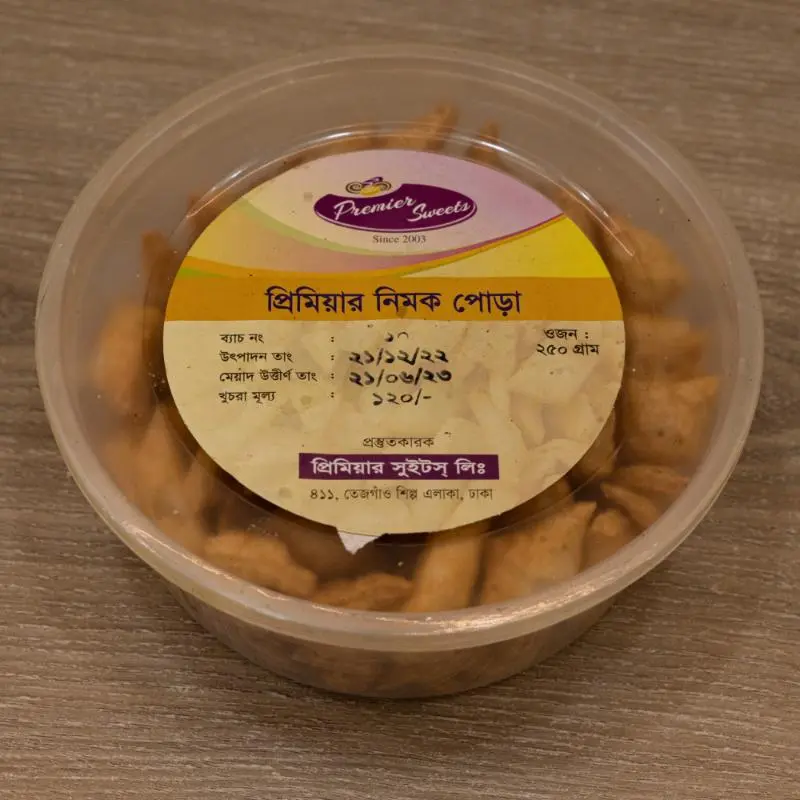 Premier Sweets
Since 2003
প্রিমিয়ার নিমক পোড়া
ব্যাচ নং : ১০
উৎপাদন তাং : ২১/১২/২২
মেয়াদ উত্তীর্ণ তাং : ২১/০৬/২৩
খুচরা মূল্য : ১২০/-
ওজন :
২৫০ গ্রাম
প্রস্তুতকারক
প্রিমিয়ার সুইটস্ লিঃ
৪১১, তেজগাঁও শিল্প এলাকা, ঢাকা